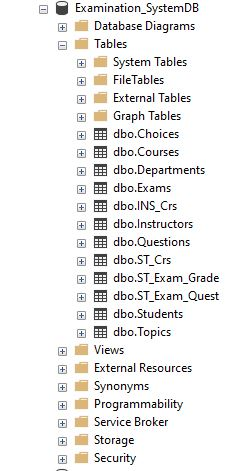 Examination_SystemDB
Database Diagrams
Tables
System Tables
FileTables
External Tables
Graph Tables
dbo.Choices
dbo.Courses
dbo.Departments
dbo.Exams
dbo.INS_Crs
dbo.Instructors
dbo.Questions
dbo.ST_Crs
dbo.ST_Exam_Grade
dbo.ST_Exam_Quest
dbo.Students
dbo.Topics
Views
External Resources
Synonyms
Programmability
Service Broker
Storage
Security